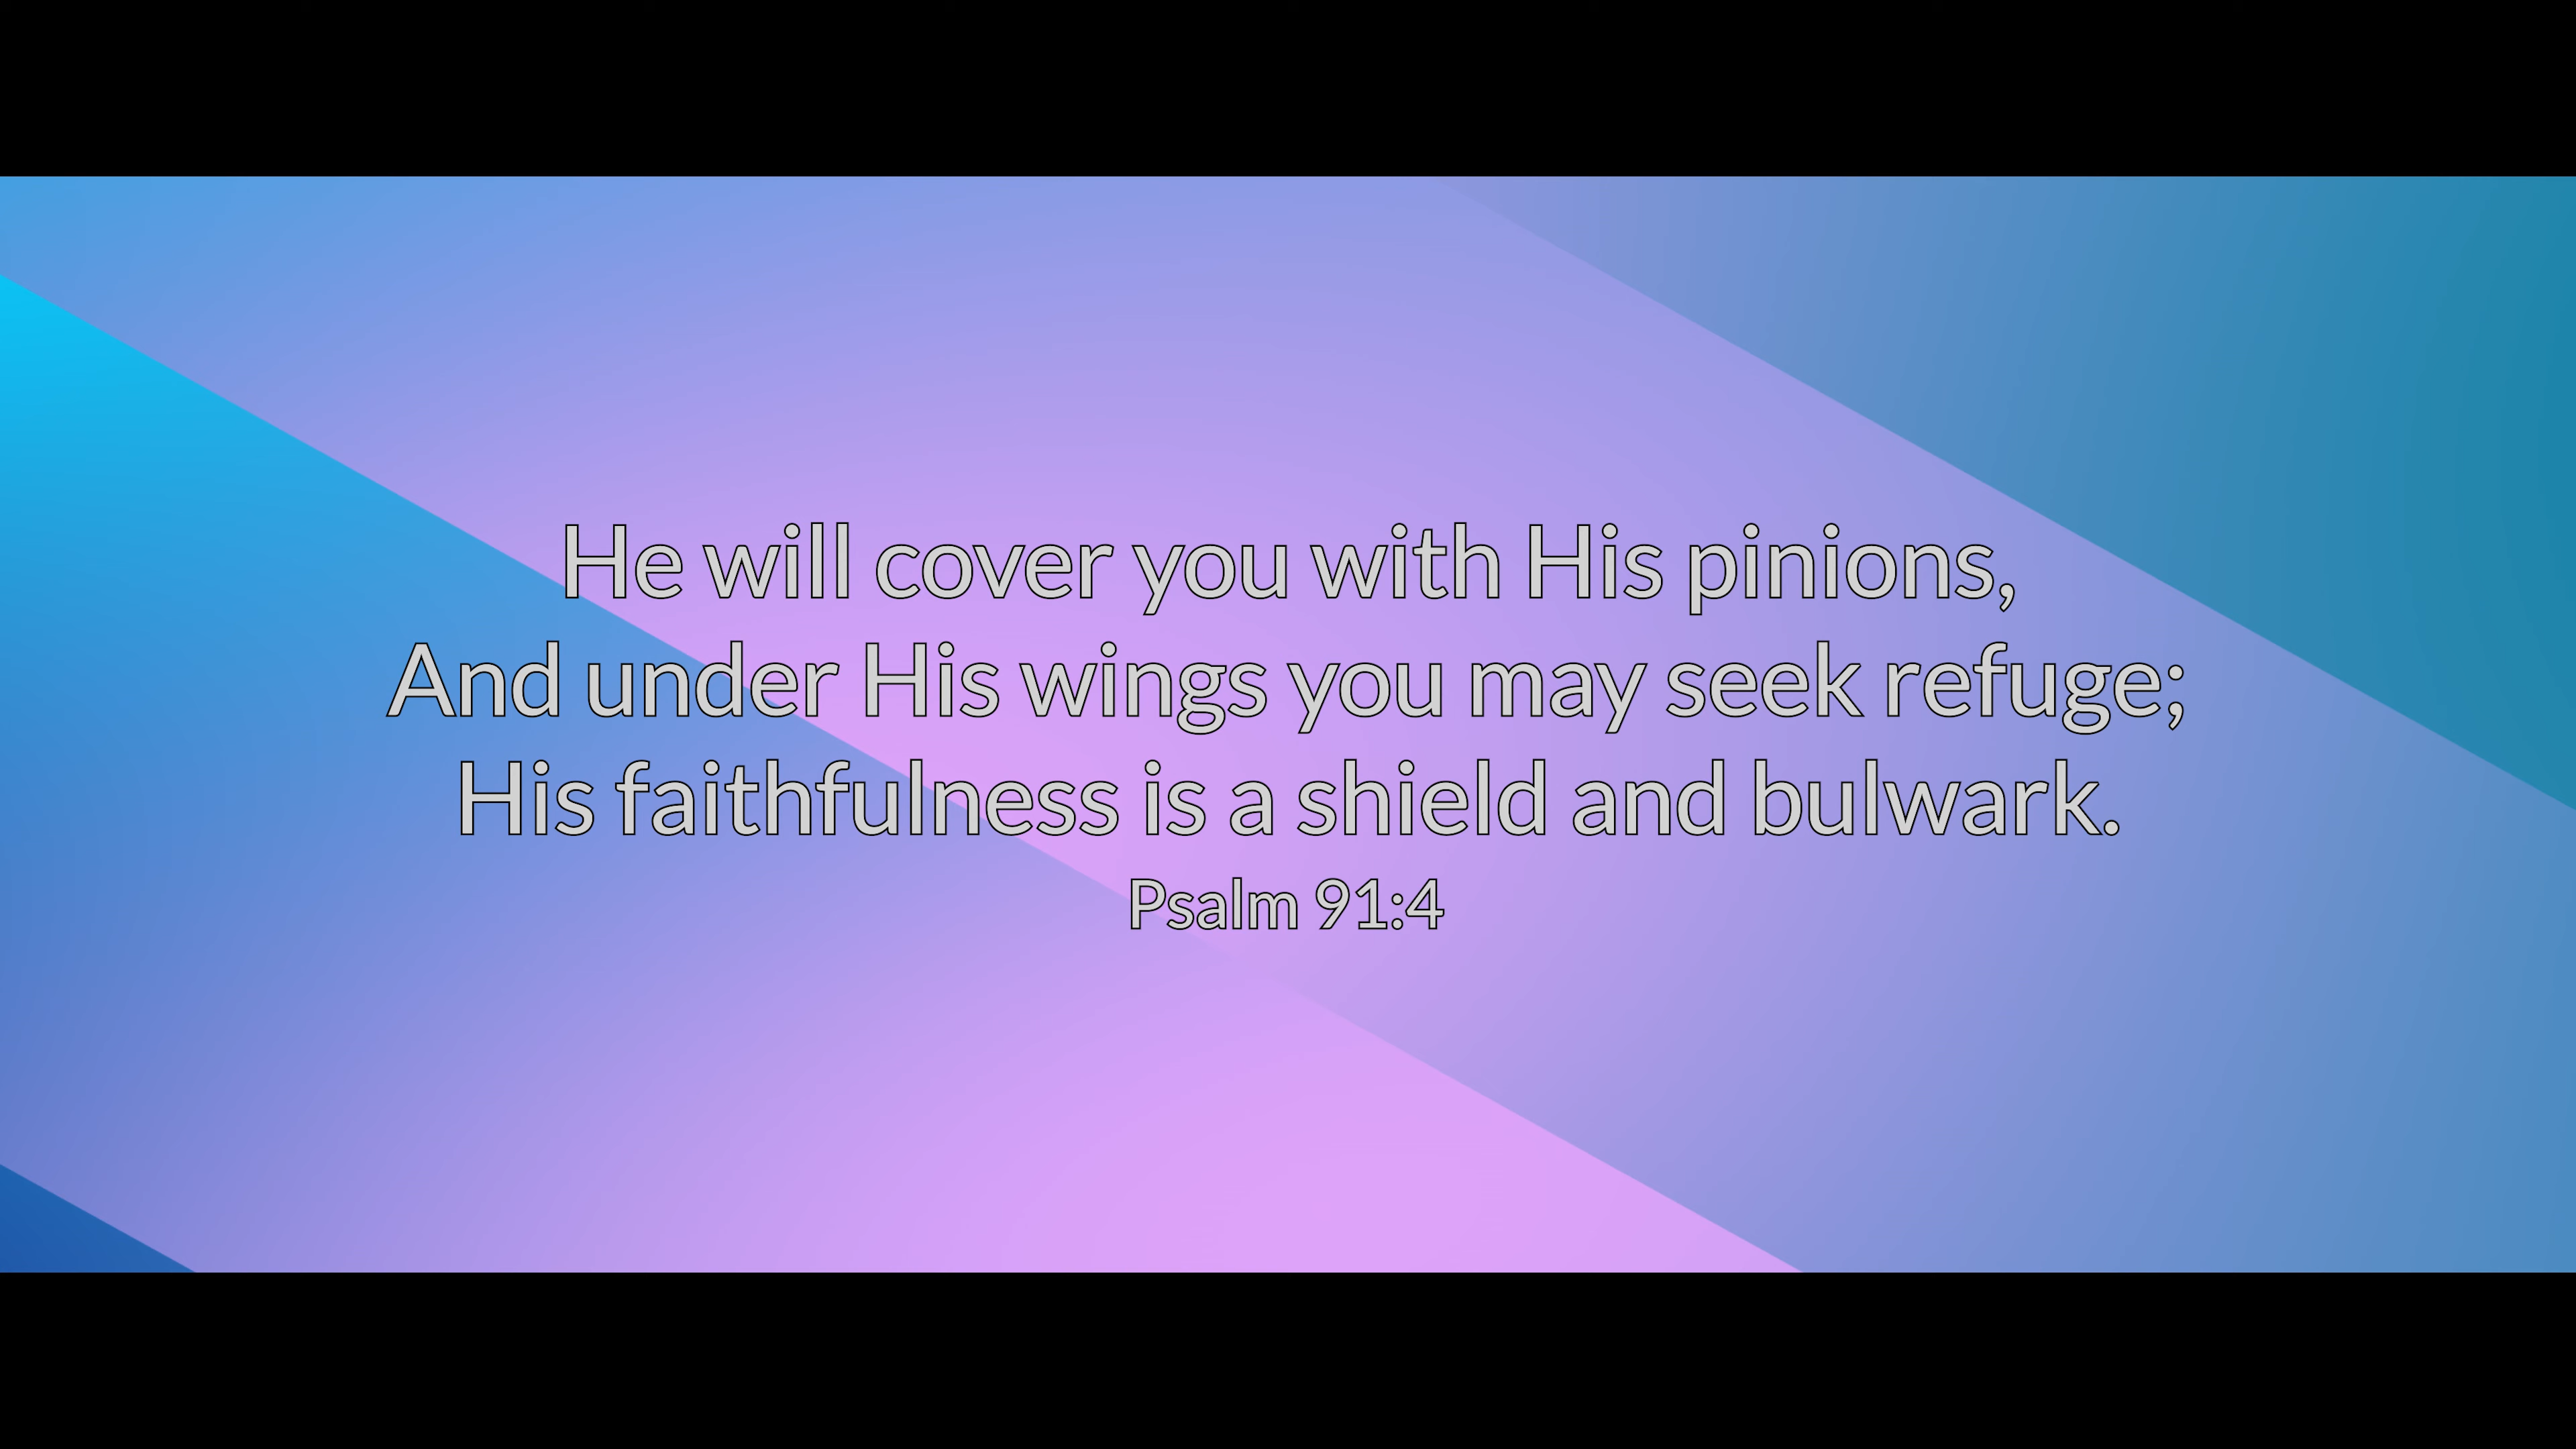 He will cover you with His pinions,
And under His wings you may seek refuge;
His faithfulness is a shield and bulwark.
Psalm 91:4